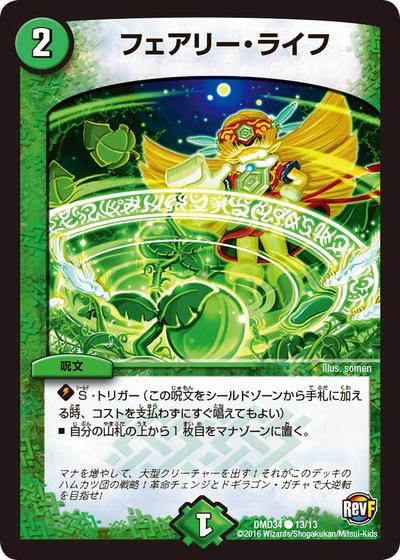 2
フェアリー・ライフ
illus. somen
呪文
S・トリガー(この呪文をシールドゾーンから手札に加え
る時、コストを支払わずにすぐ唱えてもよい)
■ 自分の山札の上から1枚目をマナゾーンに置く。
マナを増やして、大型クリーチャーを出す!それがこのデッキの
ハムカツ団の戦略!革命チェンジとドギラゴン・ガチャで大逆転
を目指せ!
1
DMD34 ● 13/13
©2016 Wizards/Shogakukan/Mitsui-Kids
RevF